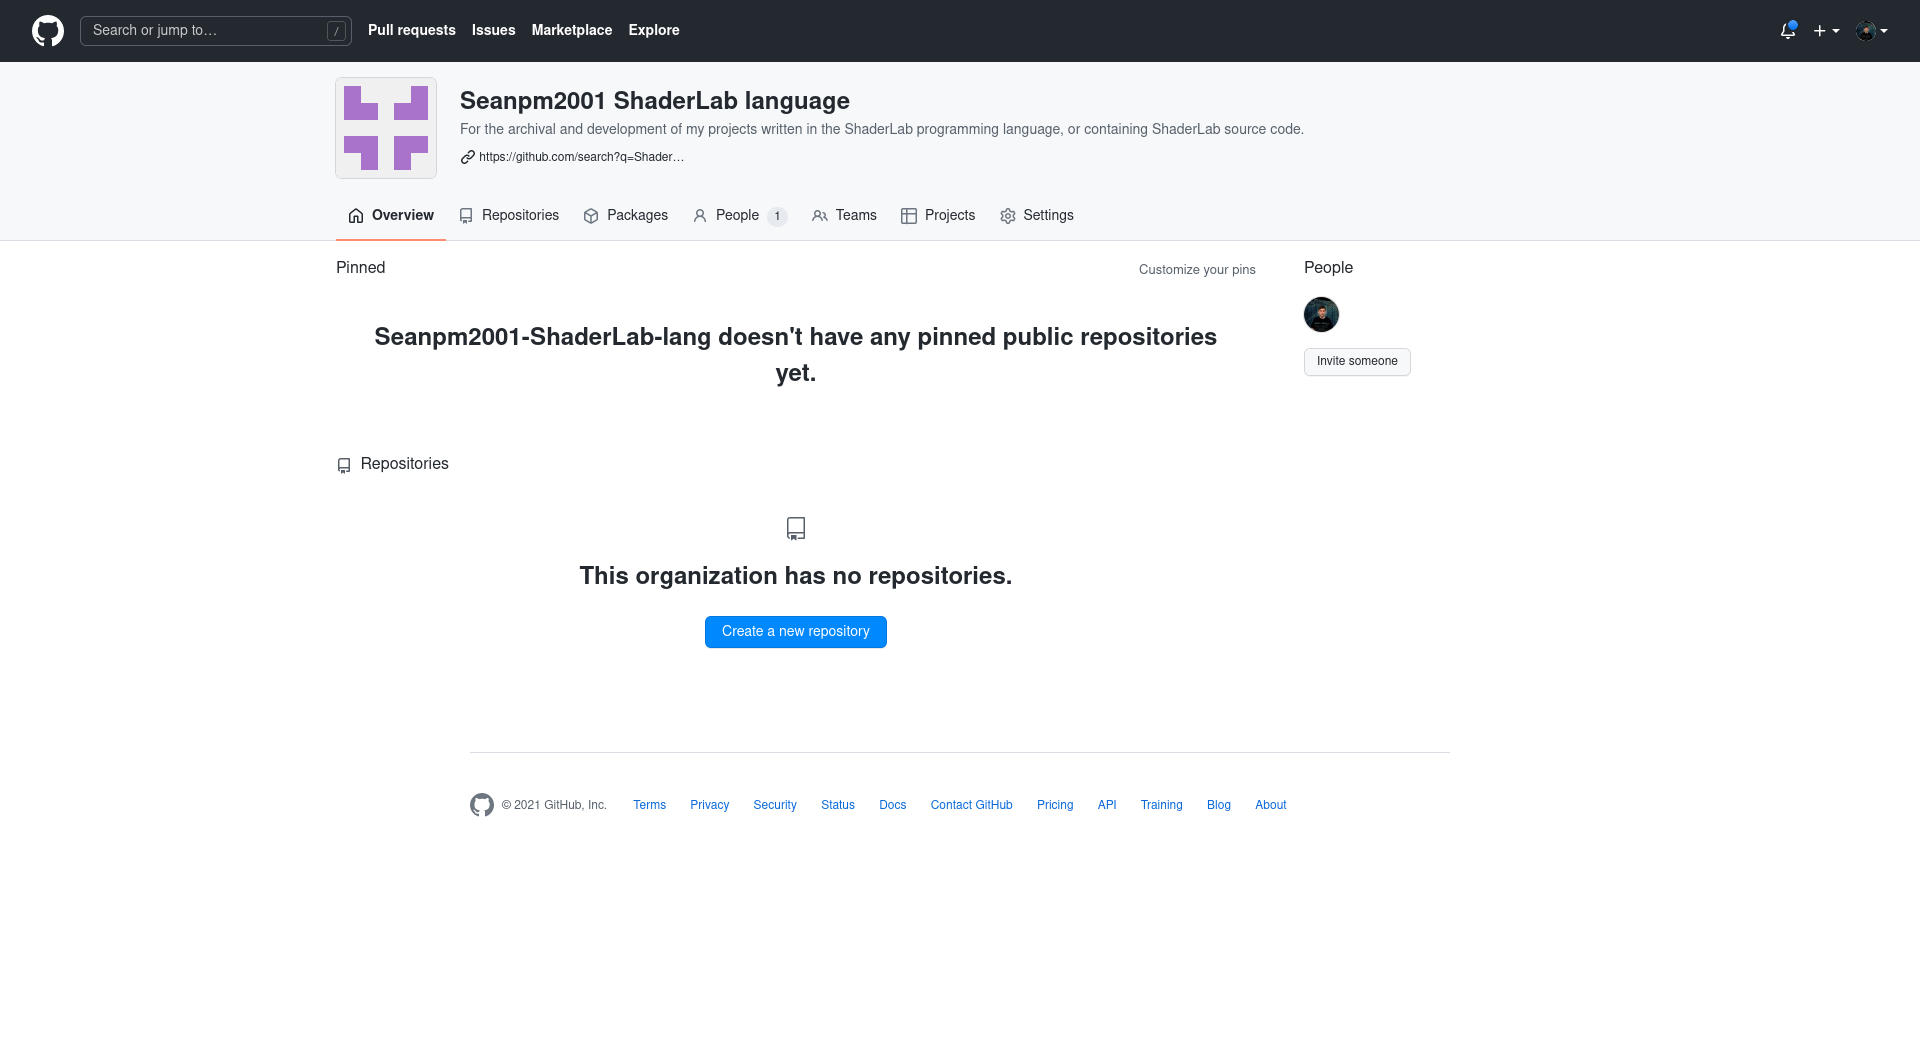 Search or jump to…
/
Pull requests
Issues
Marketplace
Explore
Seanpm2001 ShaderLab language
For the archival and development of my projects written in the ShaderLab programming language, or containing ShaderLab source code.
https://github.com/search?q=Shader…
Overview
Repositories
Packages
People 1
Teams
Projects
Settings
Pinned
Customize your pins
Seanpm2001-ShaderLab-lang doesn't have any pinned public repositories
yet.
People
Invite someone
Repositories
This organization has no repositories.
Create a new repository
© 2021 GitHub, Inc.
Terms
Privacy
Security
Status
Docs
Contact GitHub
Pricing
API
Training
Blog
About